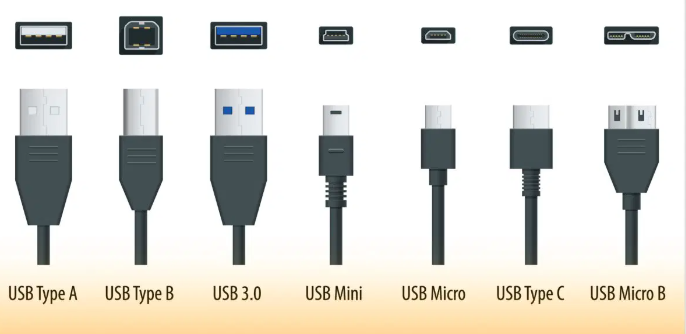 USB Type A
USB Type B
USB 3.0
USB Mini
USB Micro
USB Type C
USB Micro B